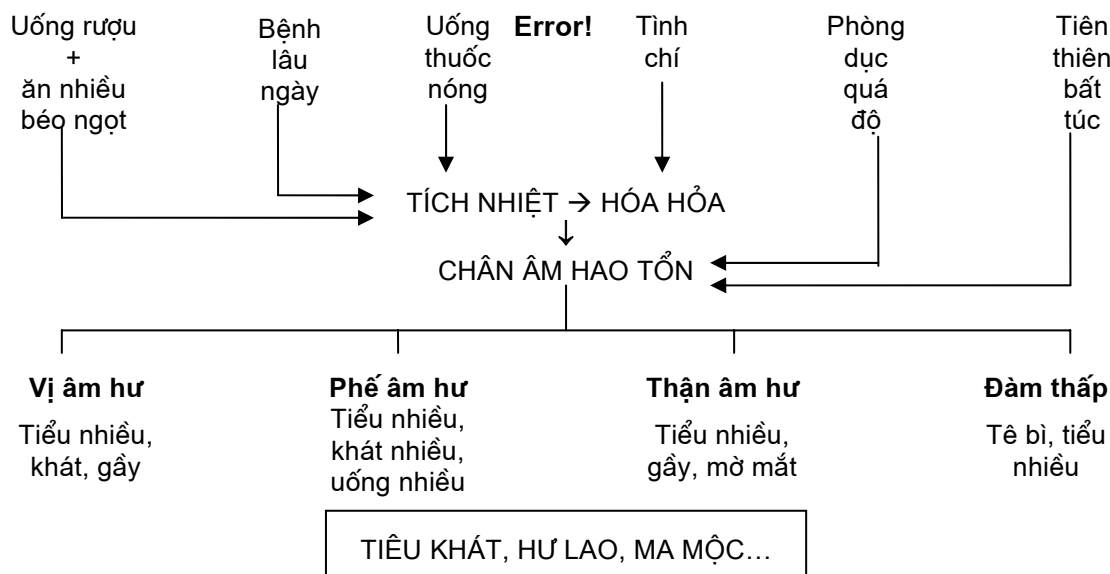 Uống rượu
+
ăn nhiều
béo ngọt
Bệnh
lâu
ngày
Uống
thuốc
nóng
Error!
Tình
chí
Phòng
dục
quá
độ
Tiên
thiên
bất
túc
TÍCH NHIỆT → HÓA HỎA
CHÂN ÂM HAO TỔN
Vị âm hư
Tiểu nhiều,
khát, gầy
Phế âm hư
Tiểu nhiều,
khát nhiều,
uống nhiều
Thận âm hư
Tiểu nhiều,
gầy, mờ mắt
Đàm thấp
Tê bì, tiểu
nhiều
TIÊU KHÁT, HƯ LAO, MA MỘC…